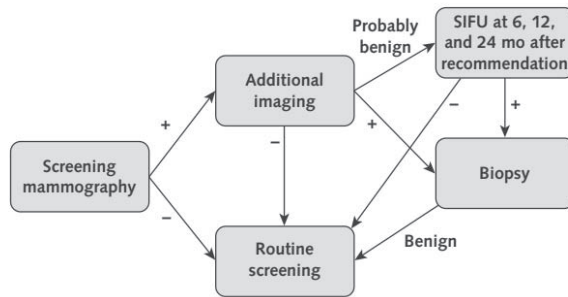 Probably
benign
SIFU at 6, 12,
and 24 mo after
recommendation
Additional
imaging
+
–
+
–
+
Screening
mammography
–
Biopsy
Routine
screening
Benign